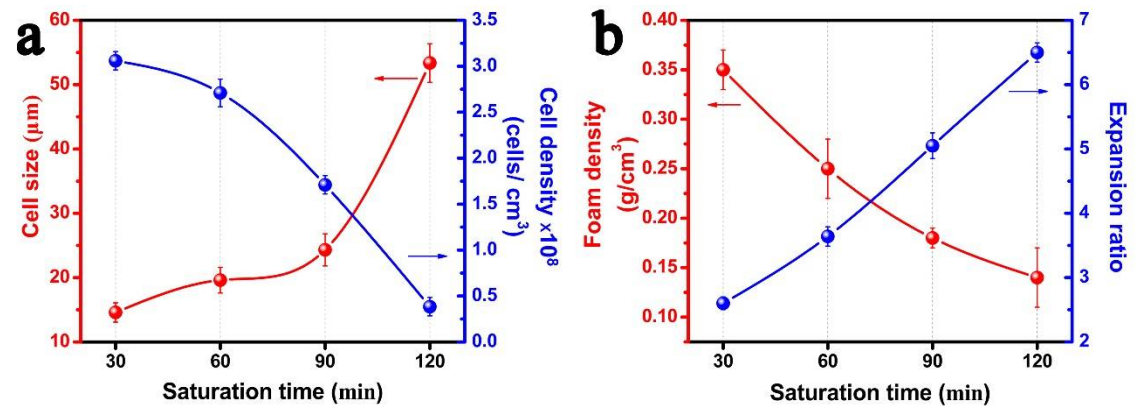 a
60
50
40
30
20
10
Cell size (μm)
3.5
3.0
2.5
2.0
1.5
1.0
0.5
0.0
Cell density ×10⁸
(cells/ cm³)
30 60 90 120
Saturation time (min)
b
0.40
0.35
0.30
0.25
0.20
0.15
0.10
Foam density
(g/cm³)
7
6
5
4
3
2
Expansion ratio
30 60 90 120
Saturation time (min)